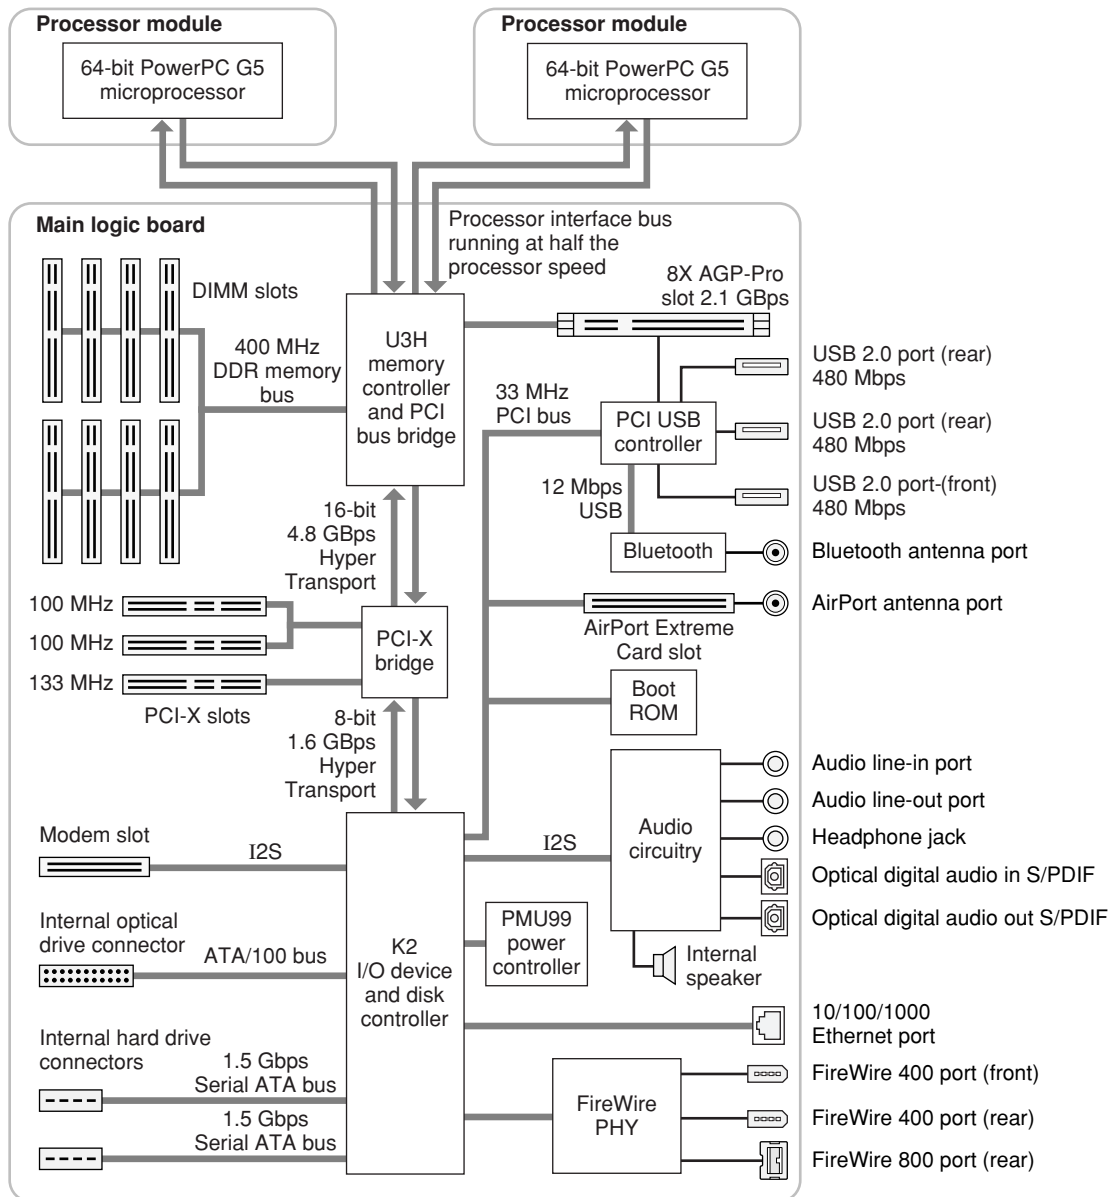 Processor module
64-bit PowerPC G5
microprocessor
Processor module
64-bit PowerPC G5
microprocessor
Main logic board
Processor interface bus
running at half the
processor speed
DIMM slots
400 MHz
DDR memory
bus
U3H
memory
controller
and PCI
bus bridge
8X AGP-Pro
slot 2.1 GBps
33 MHz
PCI bus
PCI USB
controller
USB 2.0 port (rear)
480 Mbps
USB 2.0 port (rear)
480 Mbps
USB 2.0 port-(front)
480 Mbps
12 Mbps
USB
Bluetooth
Bluetooth antenna port
16-bit
4.8 GBps
Hyper
Transport
AirPort antenna port
AirPort Extreme
Card slot
100 MHz
100 MHz
133 MHz
PCI-X slots
PCI-X
bridge
Boot
ROM
8-bit
1.6 GBps
Hyper
Transport
Audio line-in port
Audio line-out port
Headphone jack
Optical digital audio in S/PDIF
Optical digital audio out S/PDIF
Audio
circuitry
I2S
Internal
speaker
Modem slot
I2S
Internal optical
drive connector
ATA/100 bus
K2
I/O device
and disk
controller
PMU99
power
controller
10/100/1000
Ethernet port
Internal hard drive
connectors
1.5 Gbps
Serial ATA bus
1.5 Gbps
Serial ATA bus
FireWire
PHY
FireWire 400 port (front)
FireWire 400 port (rear)
FireWire 800 port (rear)